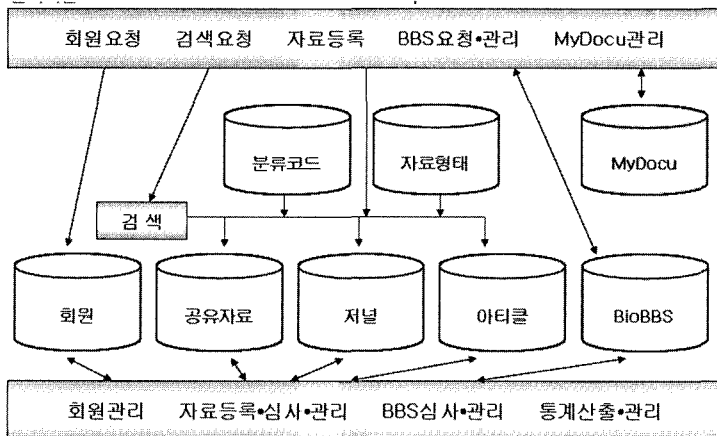 회원요청 검색요청 자료등록 BBS요청•관리 MyDocu관리
분류코드 자료형태 MyDocu
검 색
회원 공유자료 저널 아티클 BioBBS
회원관리 자료등록•심사•관리 BBS심사•관리 통계산출•관리